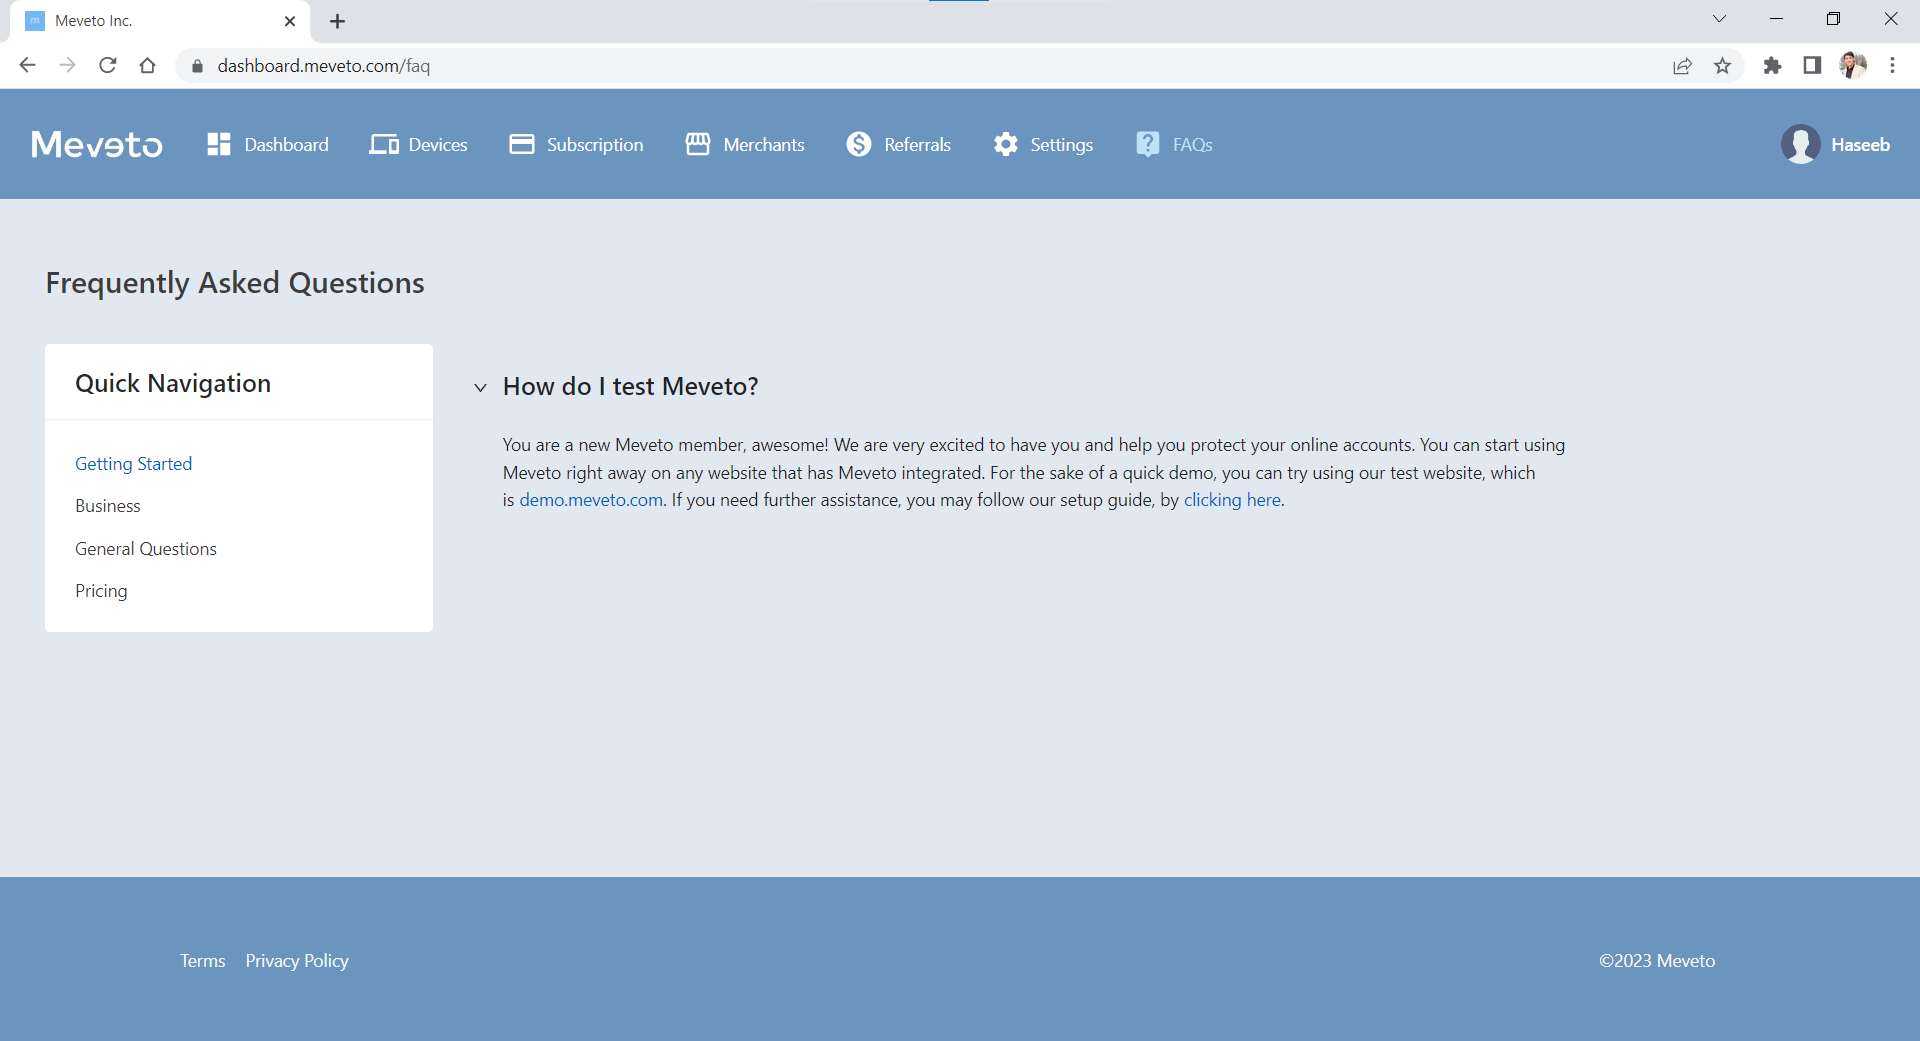 Meveto Inc.
dashboard.meveto.com/faq
Meveto
Dashboard
Devices
Subscription
Merchants
Referrals
Settings
FAQs
Haseeb
Frequently Asked Questions
Quick Navigation
Getting Started
Business
General Questions
Pricing
How do I test Meveto?
You are a new Meveto member, awesome! We are very excited to have you and help you protect your online accounts. You can start using
Meveto right away on any website that has Meveto integrated. For the sake of a quick demo, you can try using our test website, which
is demo.meveto.com. If you need further assistance, you may follow our setup guide, by clicking here.
Terms
Privacy Policy
©2023 Meveto